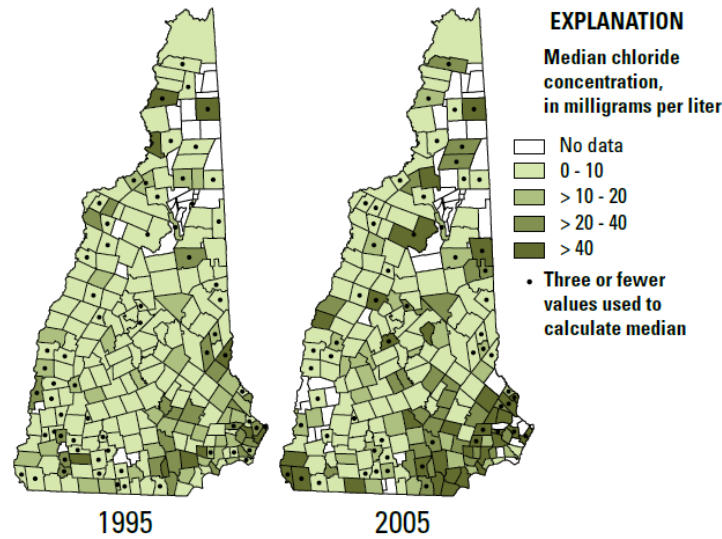 EXPLANATION
Median chloride
concentration,
in milligrams per liter
No data
0 - 10
> 10 - 20
> 20 - 40
> 40
• Three or fewer
values used to
calculate median
1995
2005